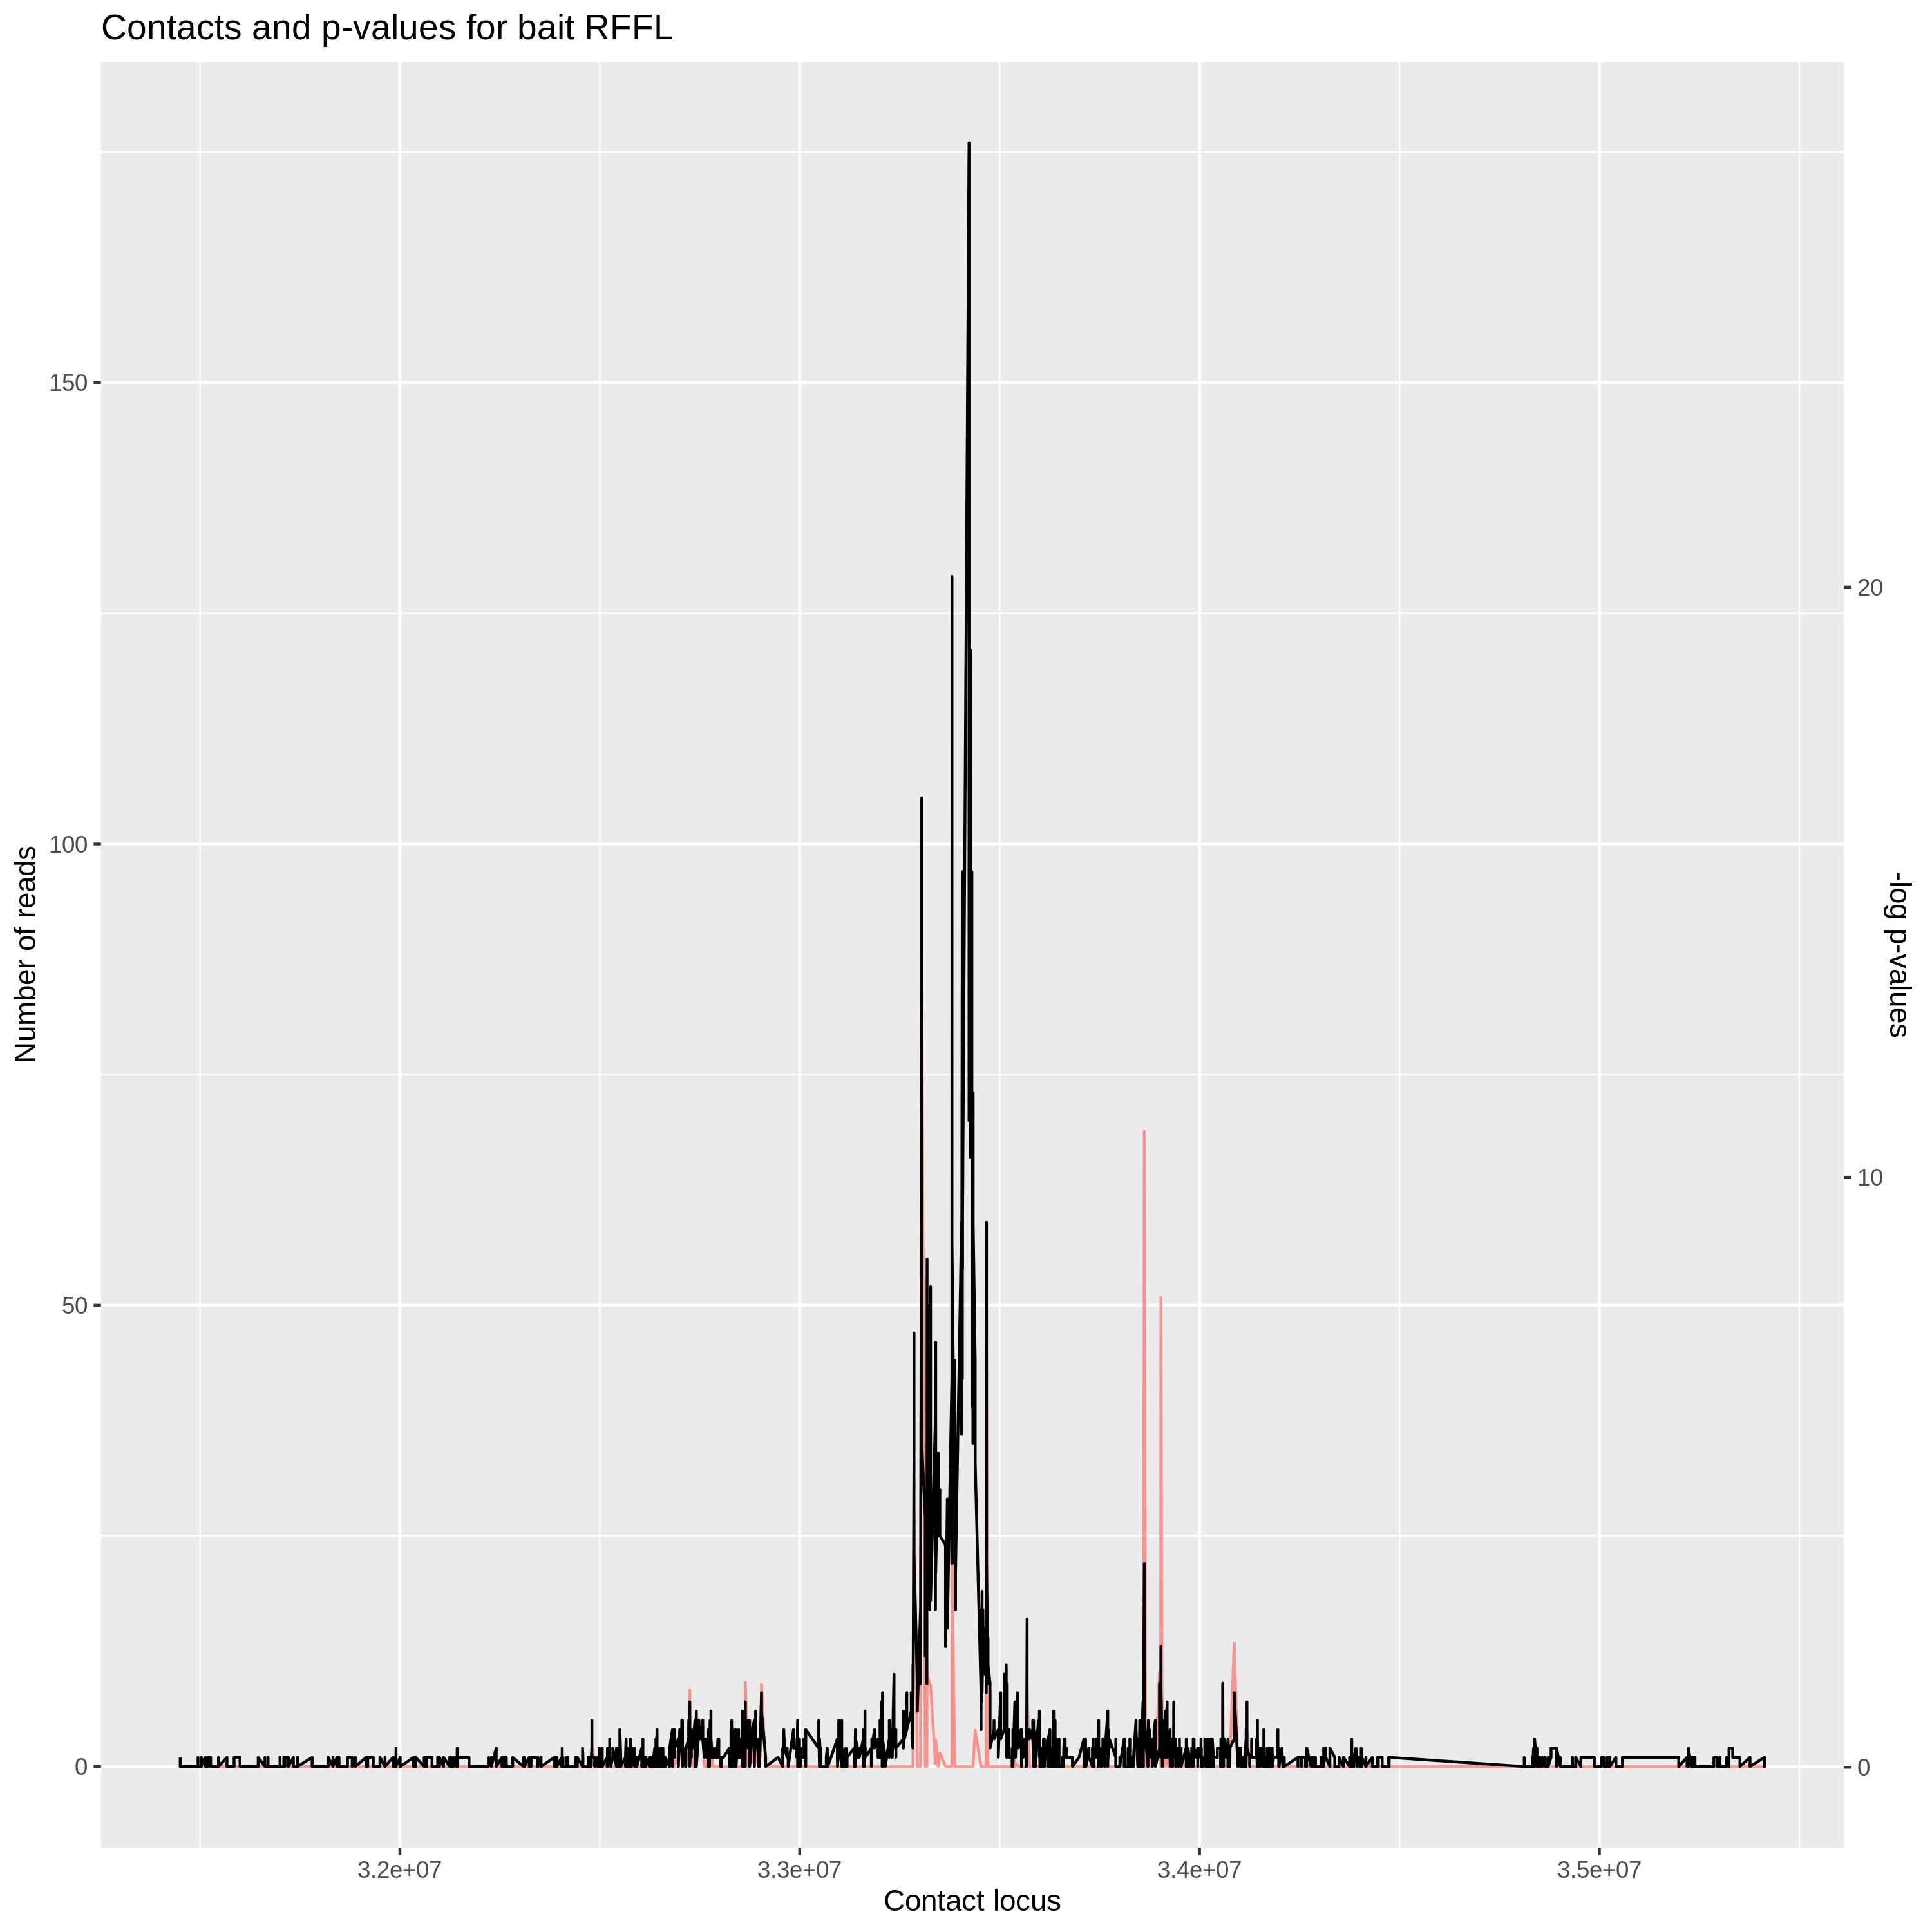 Contacts and p-values for bait RFFL
150
100
50
0
Number of reads
20
10
0
-log p-values
3.2e+07
3.3e+07
3.4e+07
3.5e+07
Contact locus